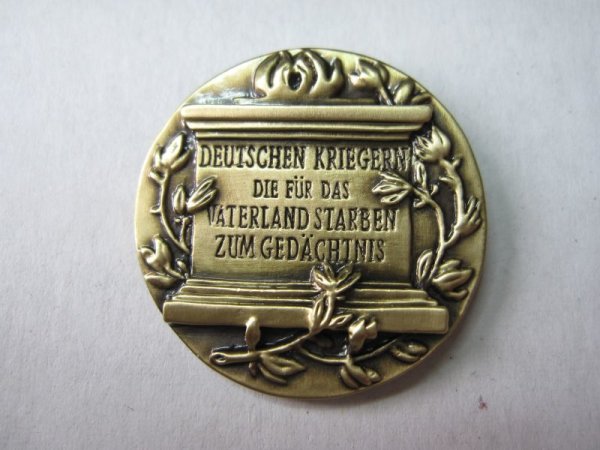 DEUTSCHEN KRIEGERN
DIE FÜR DAS
VATERLAND STARBEN
ZUM GEDÄCHTNIS